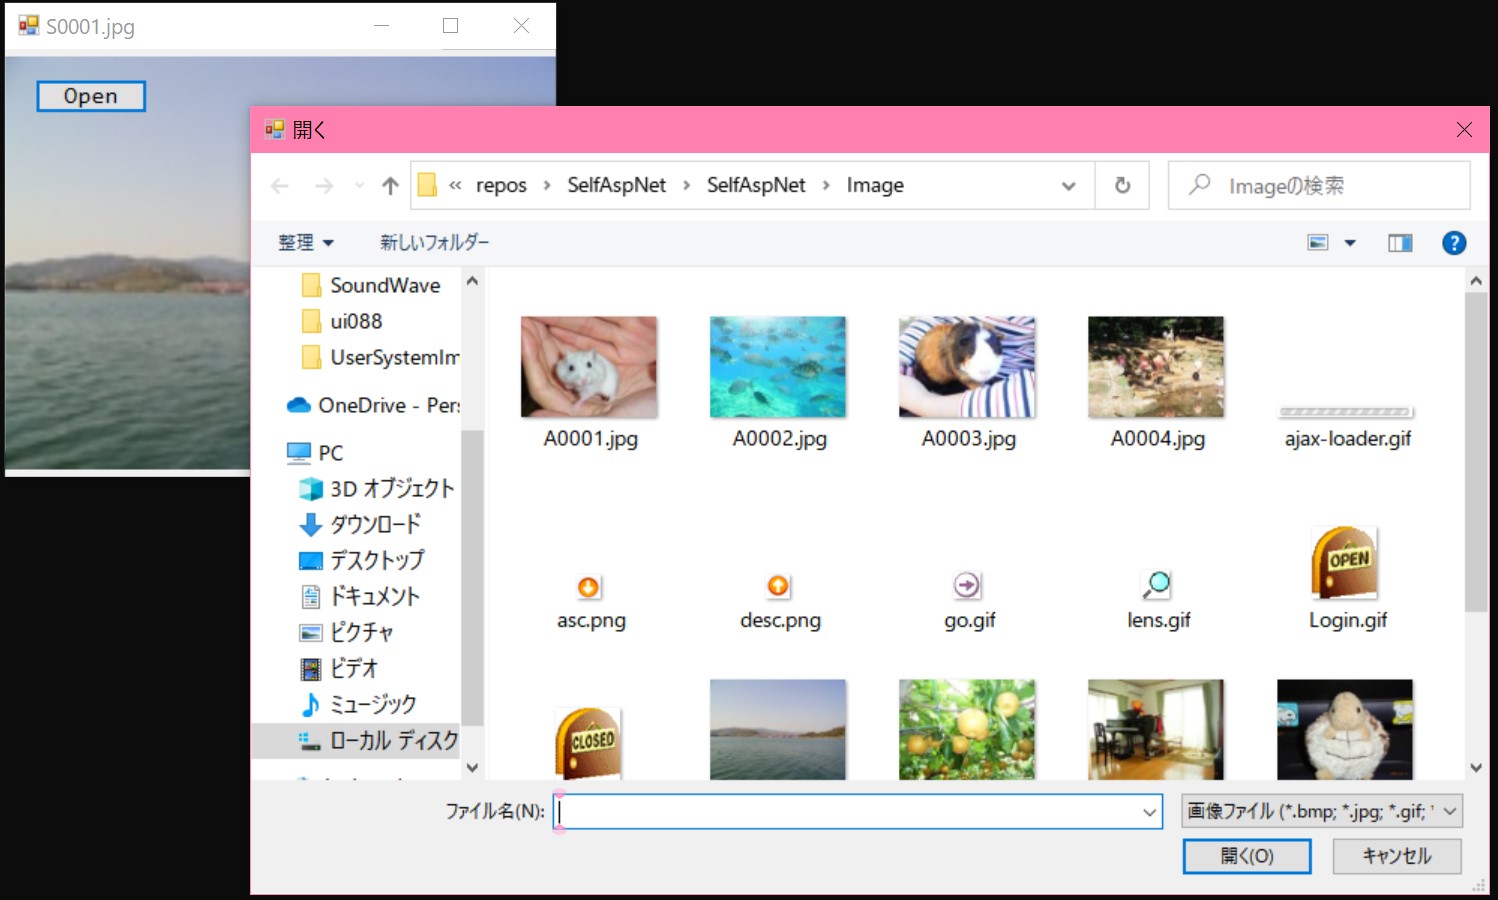 S0001.jpg
Open
開く
« repos › SelfAspNet › SelfAspNet › Image
Imageの検索
整理
新しいフォルダー
SoundWave
ui088
UserSystemIm
OneDrive - Pers
PC
3D オブジェクト
ダウンロード
デスクトップ
ドキュメント
ピクチャ
ビデオ
ミュージック
ローカル ディスク
A0001.jpg
A0002.jpg
A0003.jpg
A0004.jpg
ajax-loader.gif
asc.png
desc.png
go.gif
lens.gif
OPEN
Login.gif
CLOSED
ファイル名(N):
画像ファイル (*.bmp; *.jpg; *.gif; *
開く(O)
キャンセル